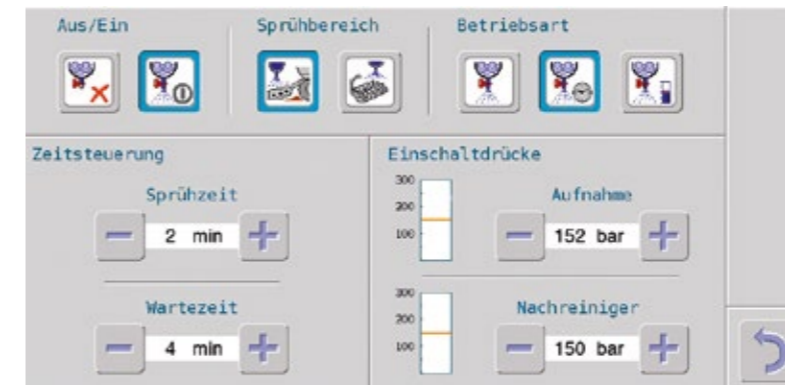 Aus/Ein Sprühbereich Betriebsart
Zeitsteuerung Einschaltdrücke
Sprühzeit
2 min
Wartezeit
4 min
300
200
100
Aufnahme
152 bar
300
200
100
Nachreiniger
150 bar